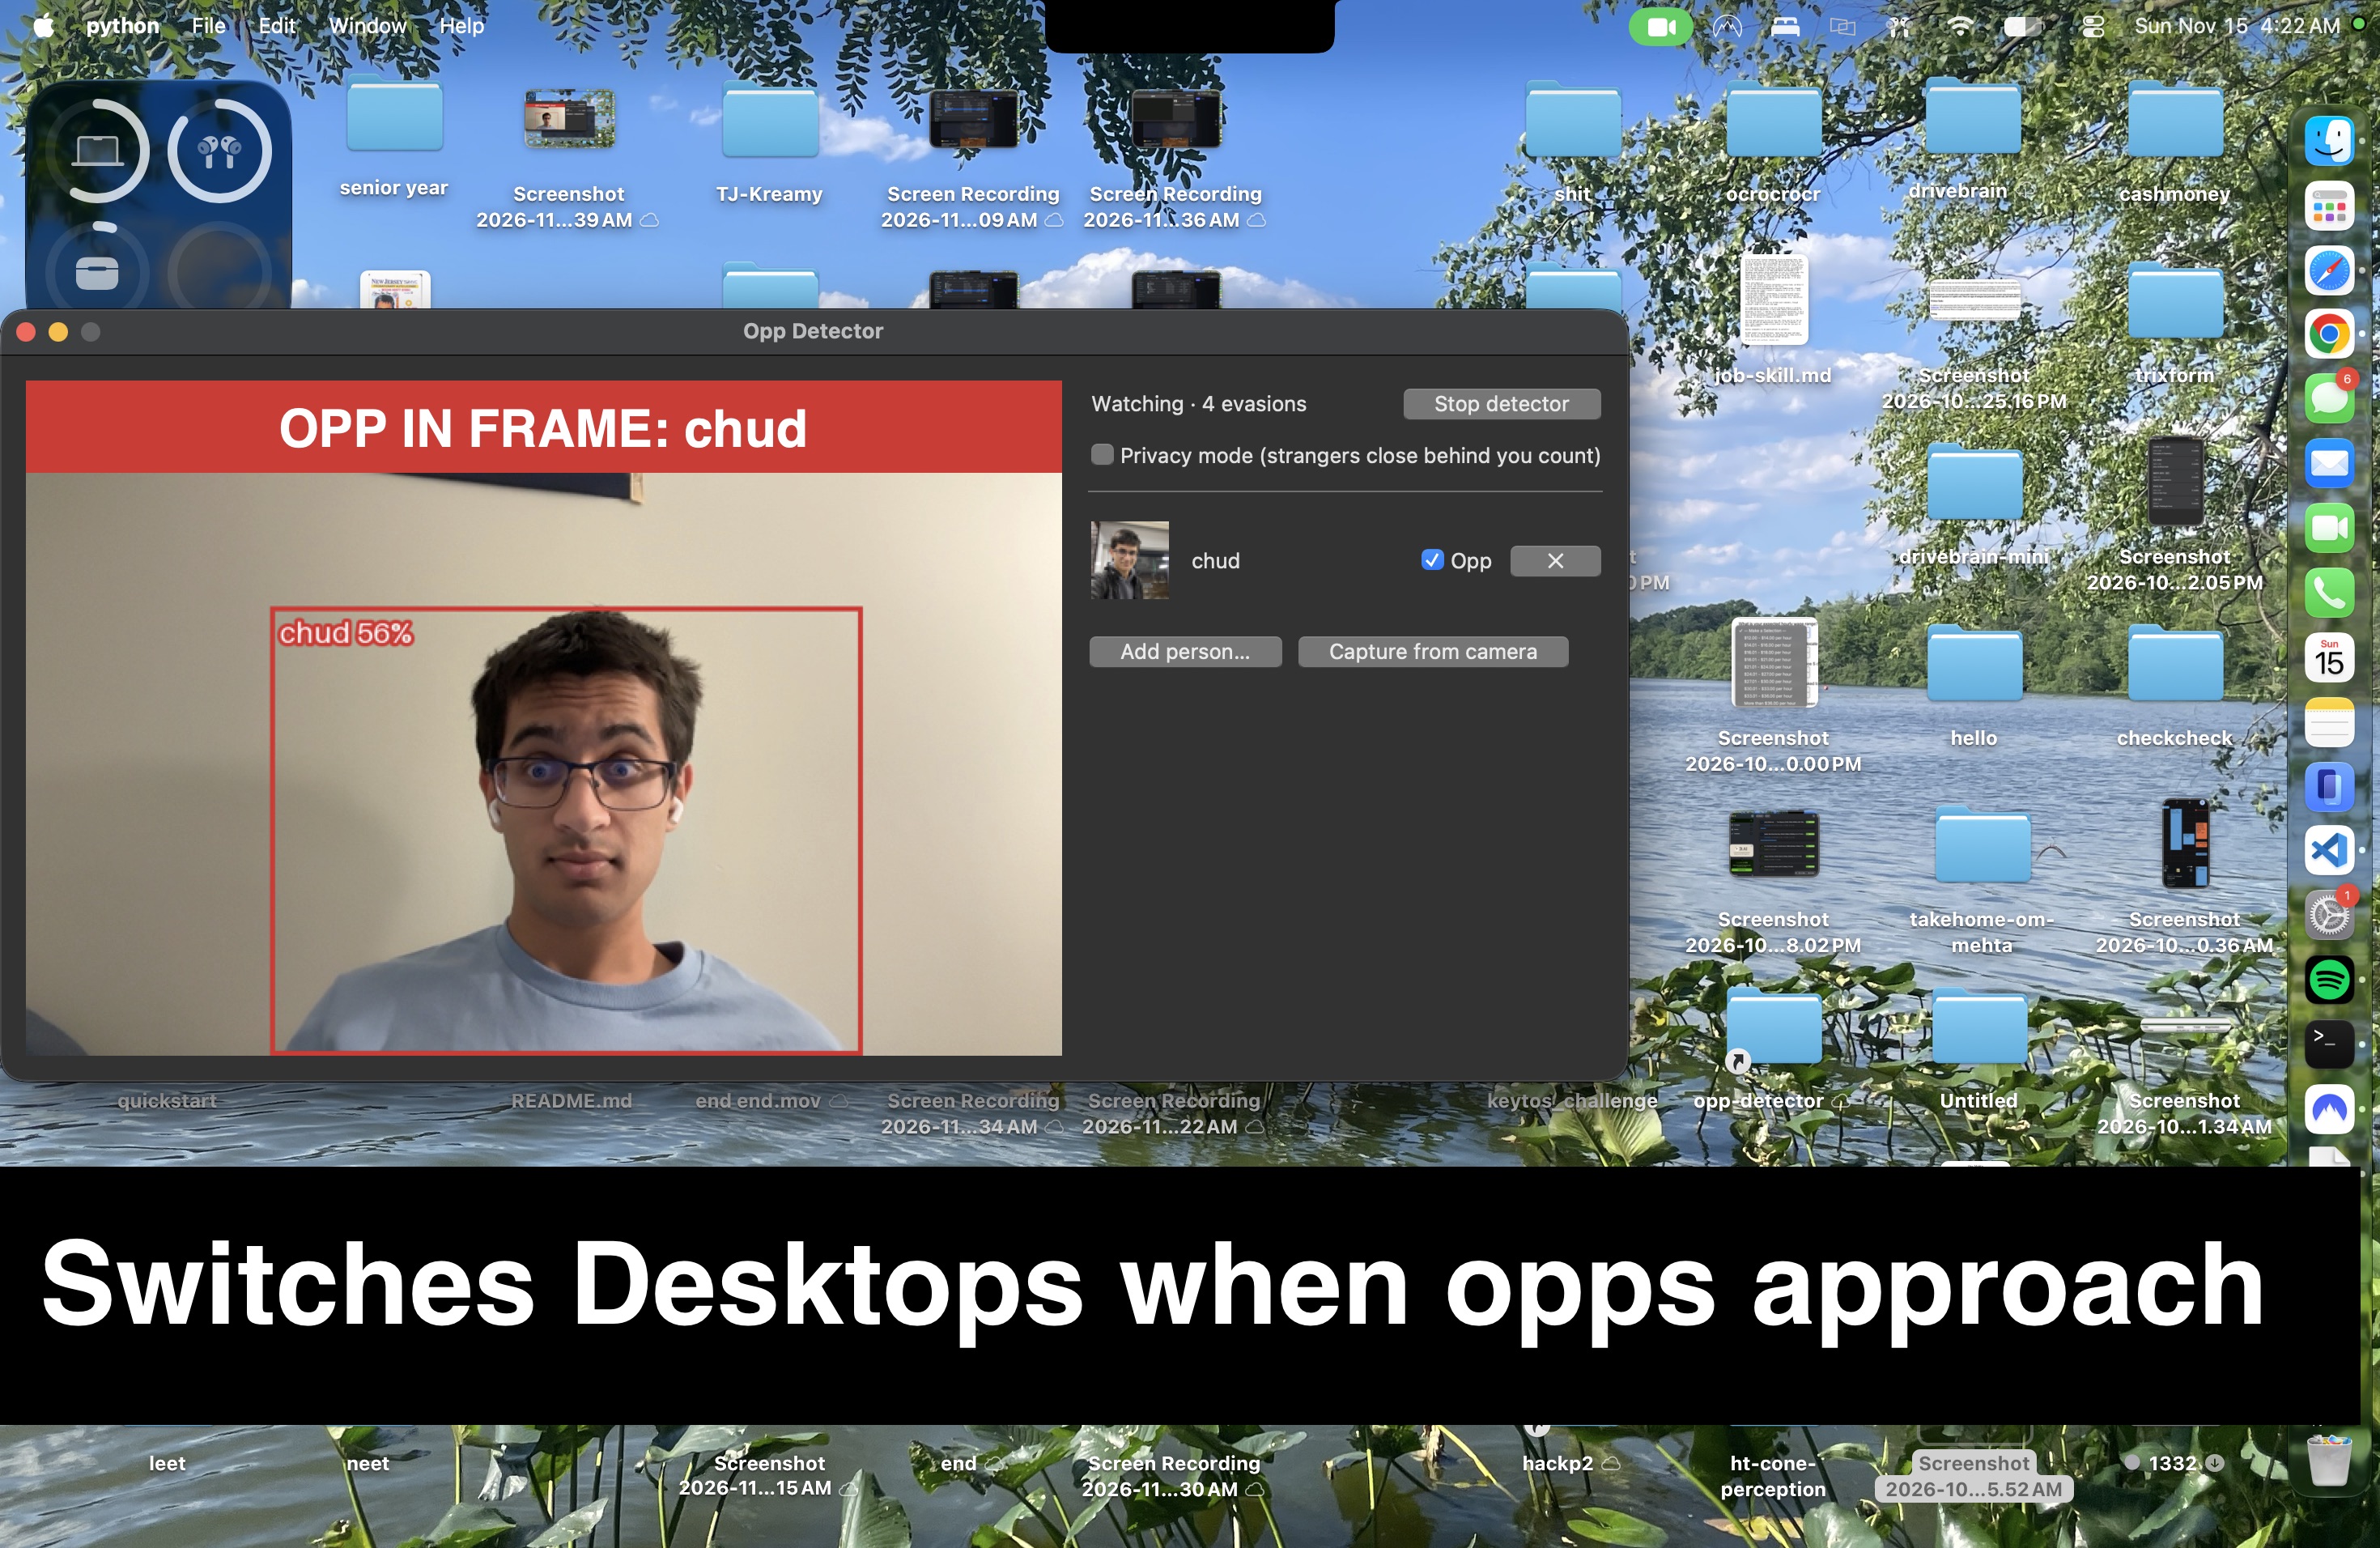 python File Edit Window Help
Sun Nov 15 4:22 AM
senior year
Screenshot
2026-11...39 AM
TJ-Kreamy
Screen Recording
2026-11...09 AM
Screen Recording
2026-11...36 AM
shit
ocrocrocr
drivebrain
cashmoney
Opp Detector
OPP IN FRAME: chud
chud 56%
Watching · 4 evasions
Stop detector
Privacy mode (strangers close behind you count)
chud
Opp
Add person...
Capture from camera
job-skill.md
Screenshot
2026-10...25.16 PM
trixform
6
drivebrain-mini
Screenshot
2026-10...2.05 PM
Screenshot
2026-10...0.00 PM
hello
checkcheck
Sun
15
Screenshot
2026-10...8.02 PM
takehome-om-
mehta
Screenshot
2026-10...0.36 AM
1
quickstart
README.md
end end.mov
Screen Recording
2026-11...34 AM
Screen Recording
2026-11...22 AM
keytos_challenge
opp-detector
Untitled
Screenshot
2026-10...1.34 AM
Switches Desktops when opps approach
leet
neet
Screenshot
2026-11...15 AM
end
Screen Recording
2026-11...30 AM
hackp2
ht-cone-
perception
Screenshot
2026-10...5.52 AM
1332